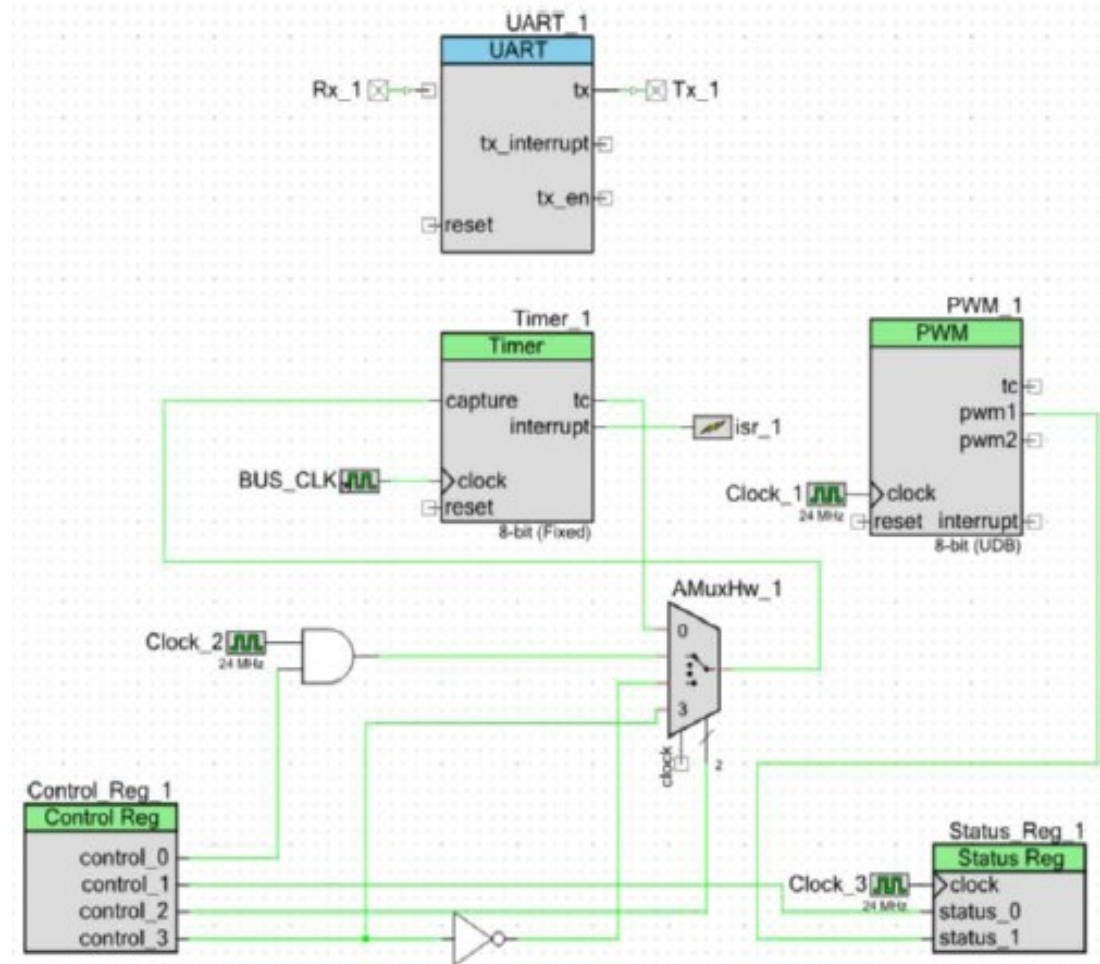 UART_1
UART
Rx_1
tx
Tx_1
tx_interrupt
tx_en
reset
Timer_1
Timer
capture
tc
interrupt
isr_1
BUS_CLK
clock
reset
8-bit (Fixed)
PWM_1
PWM
tc
pwm1
pwm2
Clock_1
24 MHz
clock
reset
interrupt
8-bit (UDB)
AMuxHw_1
0
3
clock
2
Clock_2
24 MHz
Control_Reg_1
Control Reg
control_0
control_1
control_2
control_3
Status_Reg_1
Status Reg
Clock_3
24 MHz
clock
status_0
status_1